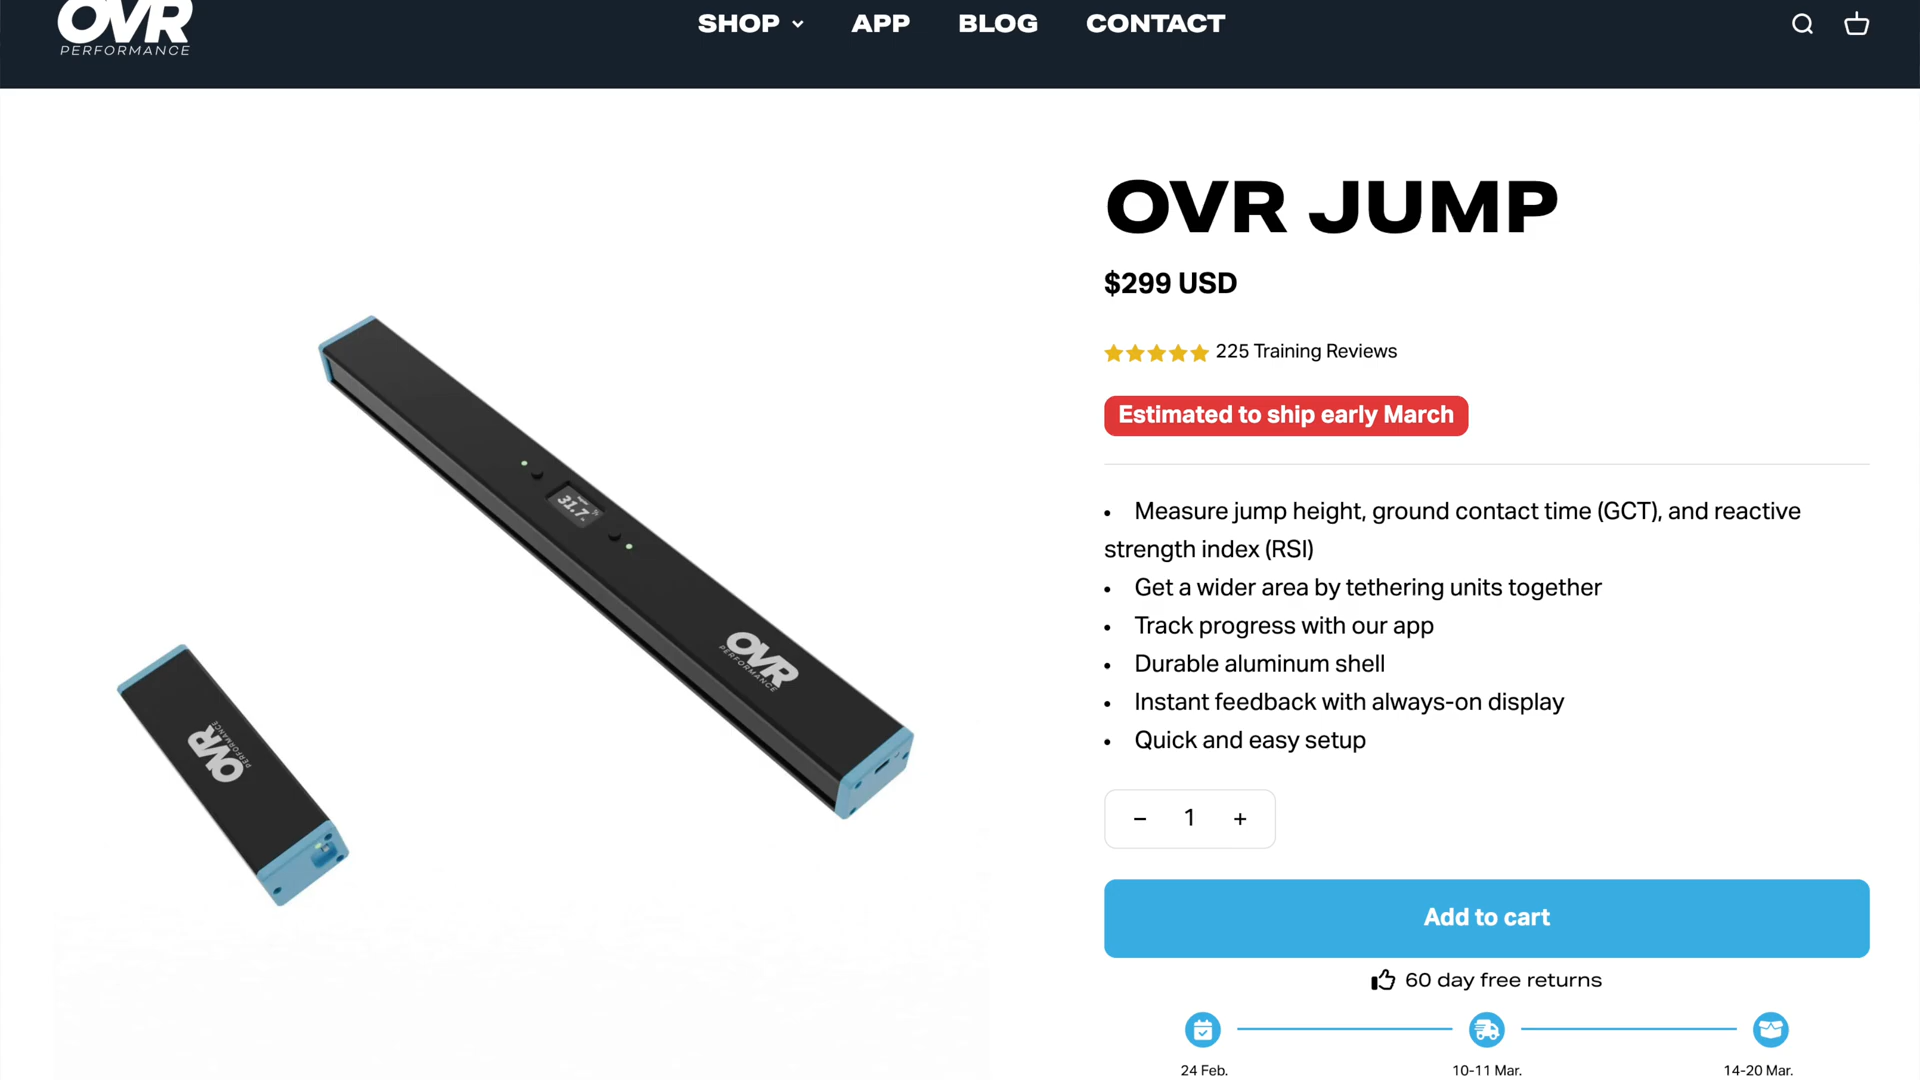 OVR
PERFORMANCE
SHOP
APP
BLOG
CONTACT
OVR JUMP
$299 USD
225 Training Reviews
Estimated to ship early March
• Measure jump height, ground contact time (GCT), and reactive
strength index (RSI)
• Get a wider area by tethering units together
• Track progress with our app
• Durable aluminum shell
• Instant feedback with always-on display
• Quick and easy setup
31.7
OVR
PERFORMANCE
OVR
PERFORMANCE
− 1 +
Add to cart
60 day free returns
24 Feb.
10-11 Mar.
14-20 Mar.